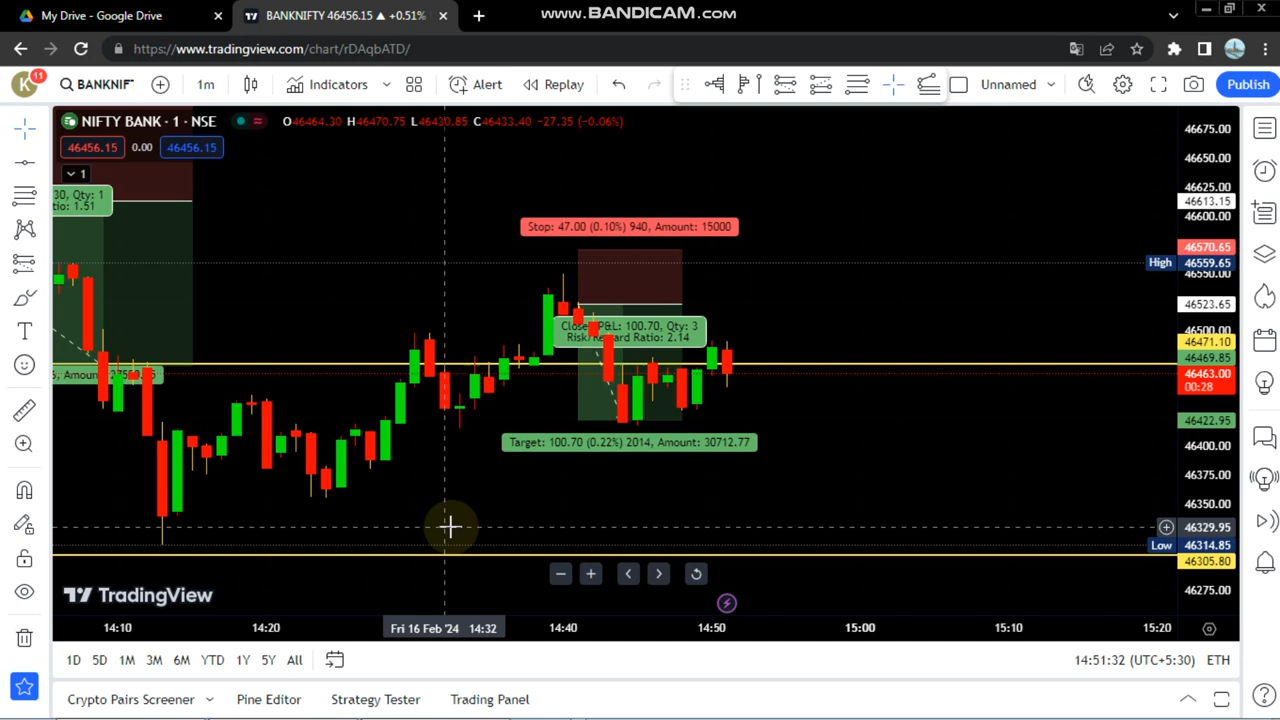 My Drive - Google Drive
BANKNIFTY 46456.15 ▲ +0.51%
www.BANDICAM.com
https://www.tradingview.com/chart/rDAqbATD/
K
11
BANKNIF
1m
Indicators
Alert
Replay
Unnamed
Publish
NIFTY BANK · 1 · NSE
O46464.30 H46470.75 L46430.85 C46433.40 -27.35 (-0.06%)
46456.15
0.00
46456.15
1
30, Qty: 1
tio: 1.51
Stop: 47.00 (0.10%) 940, Amount: 15000
P&L: 100.70, Qty: 3
Risk/Reward Ratio: 2.14
Target: 100.70 (0.22%) 2014, Amount: 30712.77
46675.00
46650.00
46625.00
46613.15
46600.00
46570.65
High 46559.65
46550.00
46523.65
46500.00
46471.10
46469.85
46463.00
00:28
46422.95
46400.00
46375.00
46350.00
46329.95
Low 46314.85
46305.80
46275.00
TradingView
14:10
14:20
Fri 16 Feb '24 14:32
14:40
14:50
15:00
15:10
15:20
1D 5D 1M 3M 6M YTD 1Y 5Y All
14:51:32 (UTC+5:30)
ETH
Crypto Pairs Screener
Pine Editor
Strategy Tester
Trading Panel